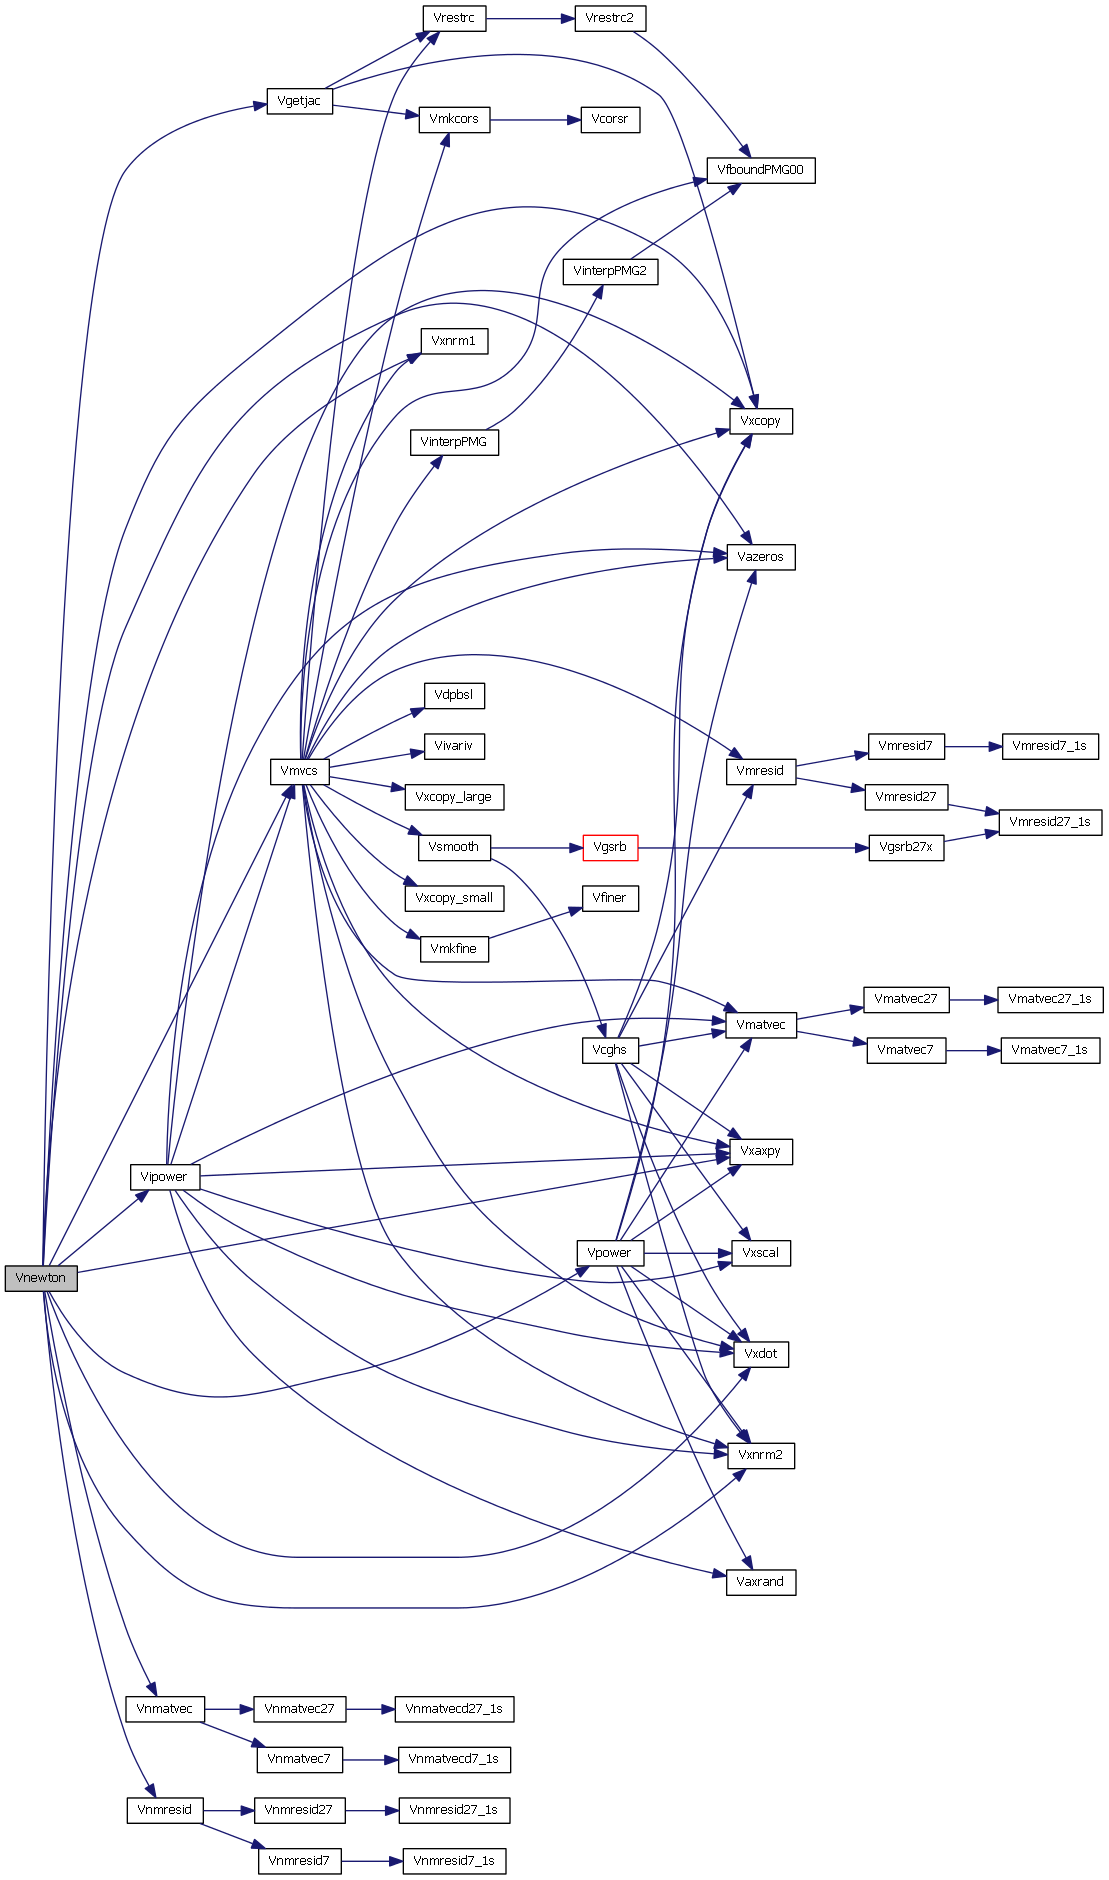 Vrestrc
Vrestrc2
Vgetjac
Vmkcors
Vcorsr
VfboundPMG00
VinterpPMG2
Vxnrm1
Vxcopy
VinterpPMG
Vazeros
Vdpbsl
Vivariv
Vmresid7
Vmresid7_1s
Vmvcs
Vmresid
Vxcopy_large
Vmresid27
Vmresid27_1s
Vsmooth
Vgsrb
Vgsrb27x
Vxcopy_small
Vfiner
Vmkfine
Vmatvec27
Vmatvec27_1s
Vmatvec
Vcghs
Vmatvec7
Vmatvec7_1s
Vxaxpy
Vipower
Vpower
Vxscal
Vnewton
Vxdot
Vxnrm2
Vaxrand
Vnmatvec
Vnmatvec27
Vnmatvecd27_1s
Vnmatvec7
Vnmatvecd7_1s
Vnmresid
Vnmresid27
Vnmresid27_1s
Vnmresid7
Vnmresid7_1s